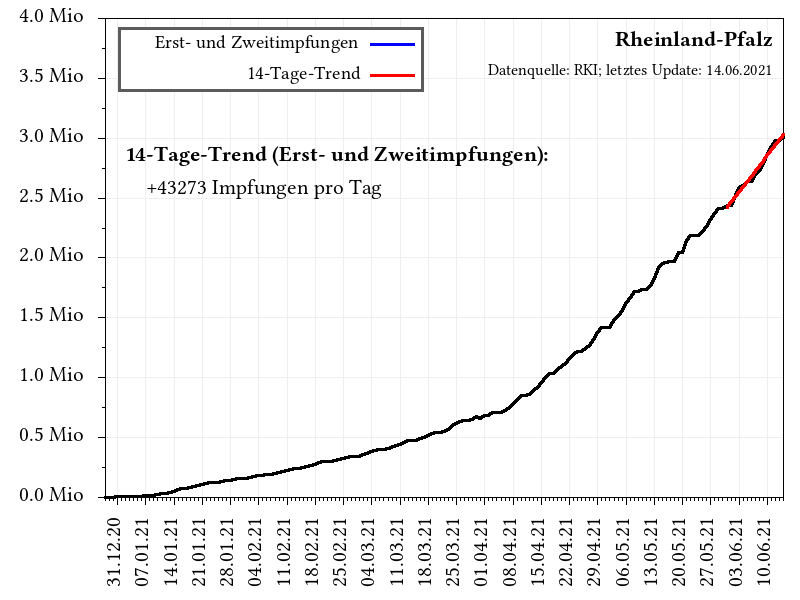 4.0 Mio
3.5 Mio
3.0 Mio
2.5 Mio
2.0 Mio
1.5 Mio
1.0 Mio
0.5 Mio
0.0 Mio
Erst- und Zweitimpfungen
14-Tage-Trend
Rheinland-Pfalz
Datenquelle: RKI; letztes Update: 14.06.2021
14-Tage-Trend (Erst- und Zweitimpfungen):
+43273 Impfungen pro Tag
31.12.20
07.01.21
14.01.21
21.01.21
28.01.21
04.02.21
11.02.21
18.02.21
25.02.21
04.03.21
11.03.21
18.03.21
25.03.21
01.04.21
08.04.21
15.04.21
22.04.21
29.04.21
06.05.21
13.05.21
20.05.21
27.05.21
03.06.21
10.06.21